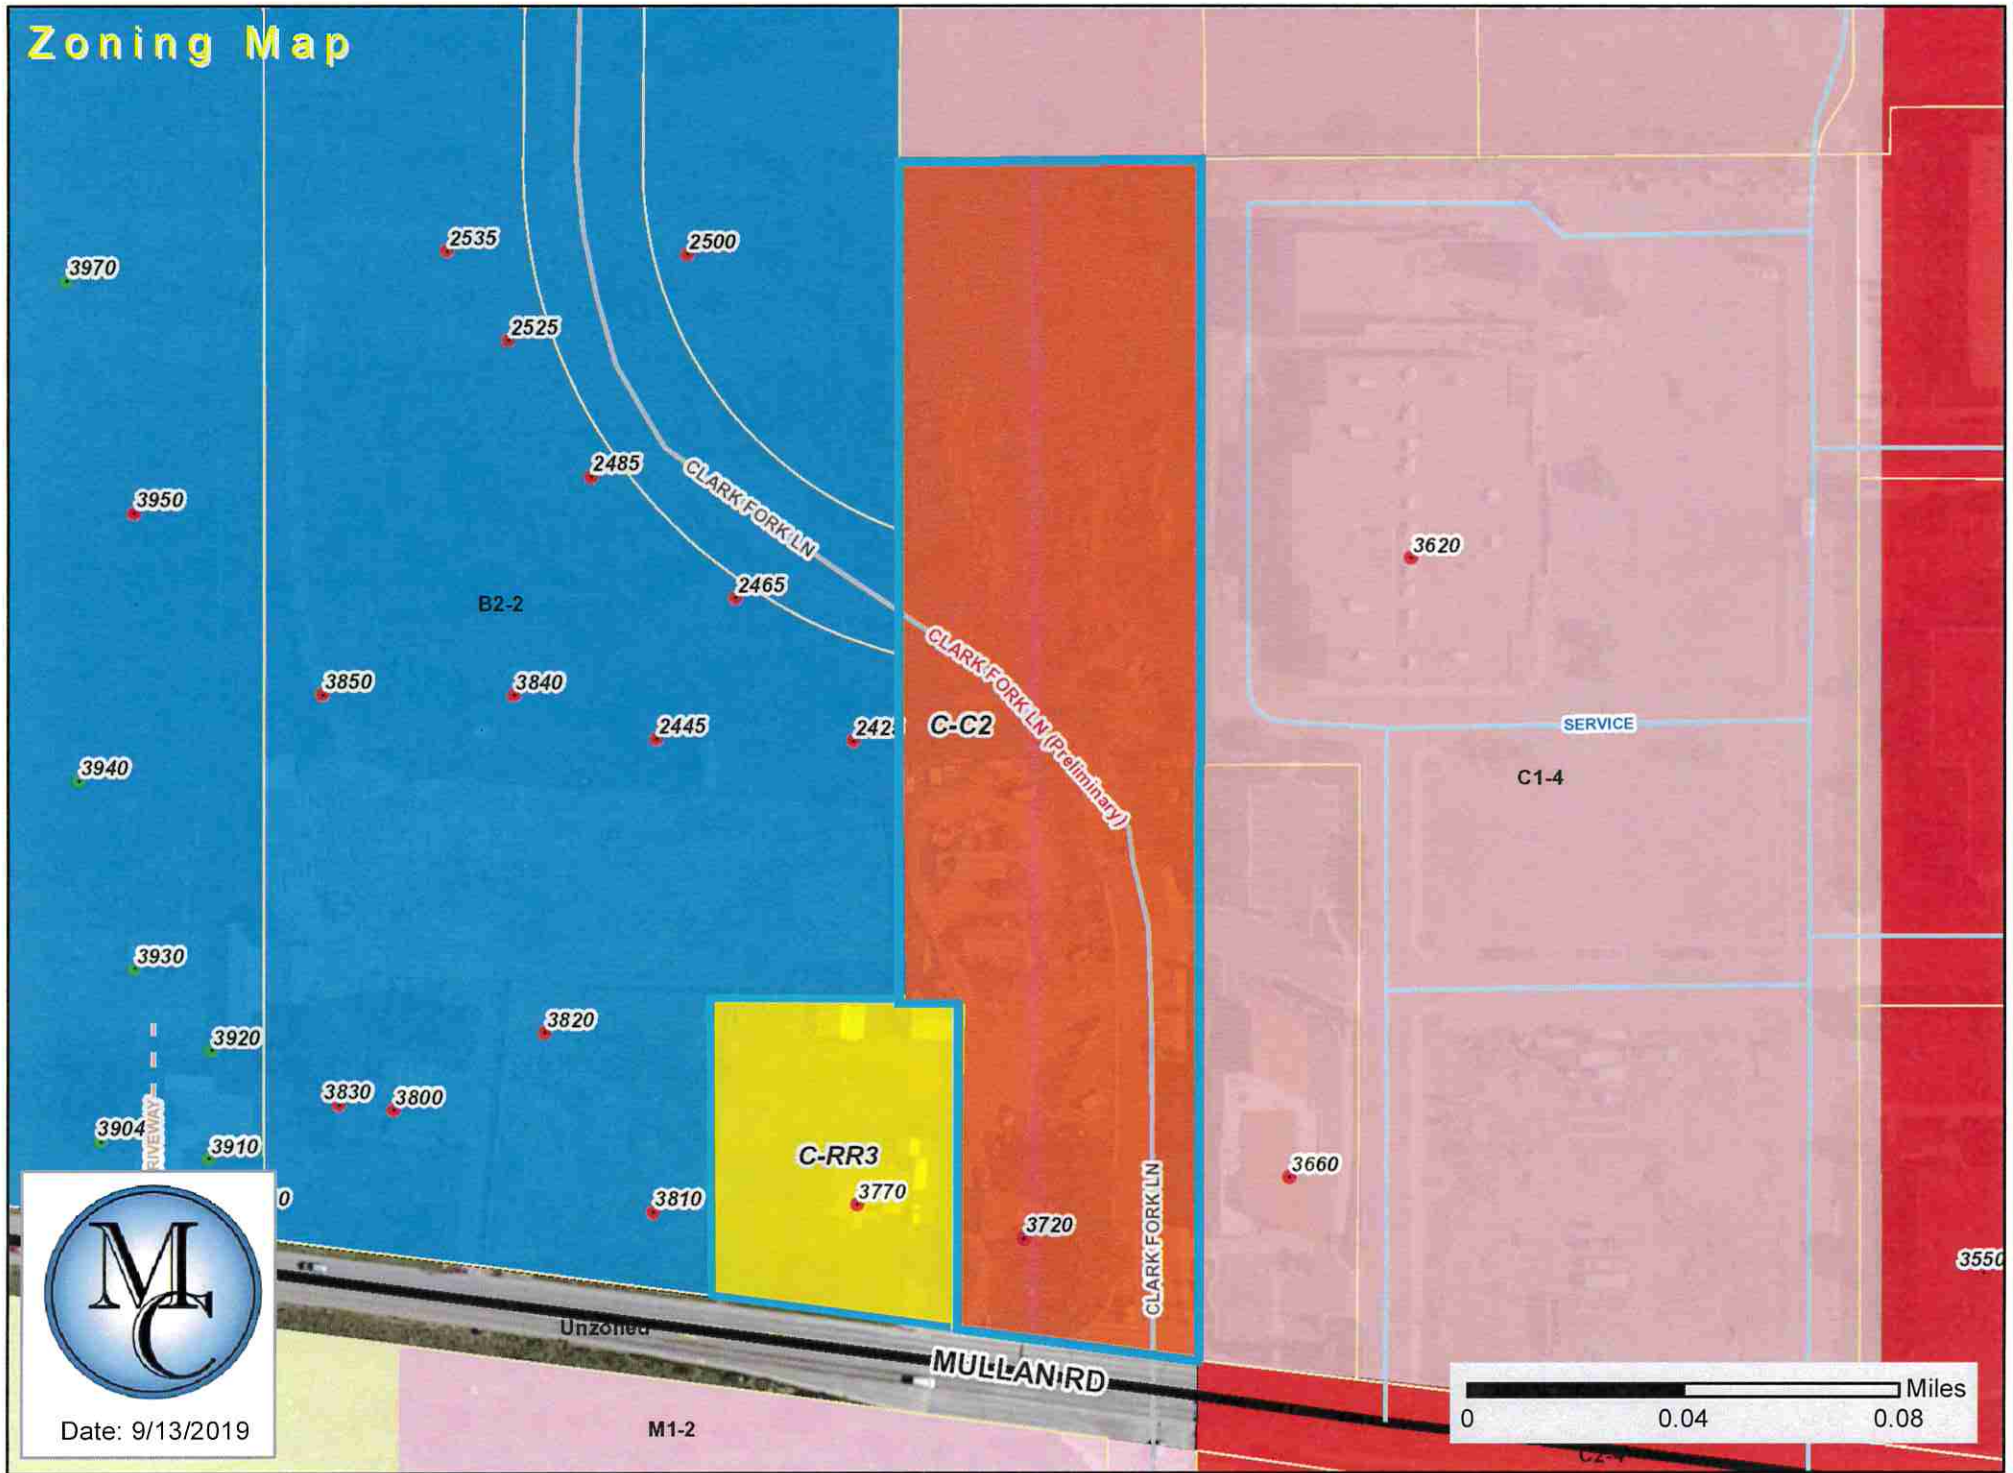 Zoning Map
2535
2500
3970
2525
2485
CLARK FORK LN
3950
3620
2465
B2-2
CLARK FORK LN (Preliminary)
3850
3840
2445
C-C2
SERVICE
3940
C1-4
3930
3820
3920
3830
3800
3904
3910
C-RR3
3660
3770
3810
3720
CLARK FORK LN
3550
MC
Unzoned
MULLAN RD
M1-2
Date: 9/13/2019
Miles
0 0.04 0.08